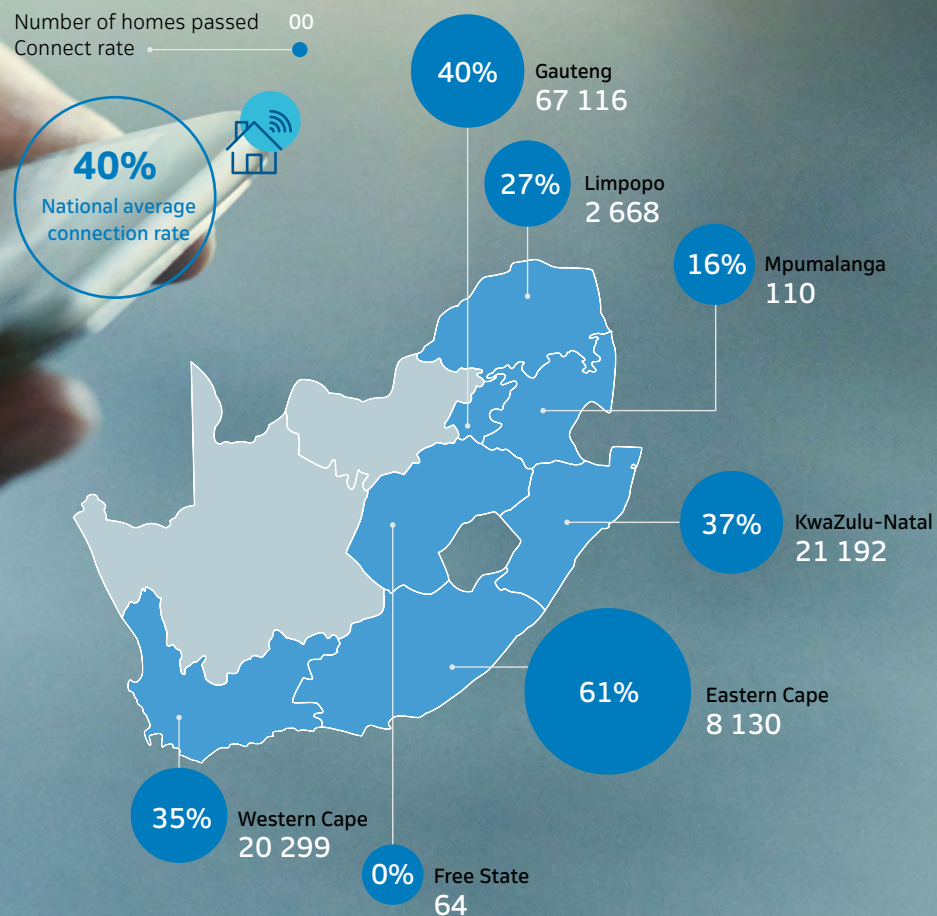 Number of homes passed 00
Connect rate
40%
National average
connection rate
40%
Gauteng
67 116
27%
Limpopo
2 668
16%
Mpumalanga
110
37%
KwaZulu-Natal
21 192
61%
Eastern Cape
8 130
35%
Western Cape
20 299
0%
Free State
64